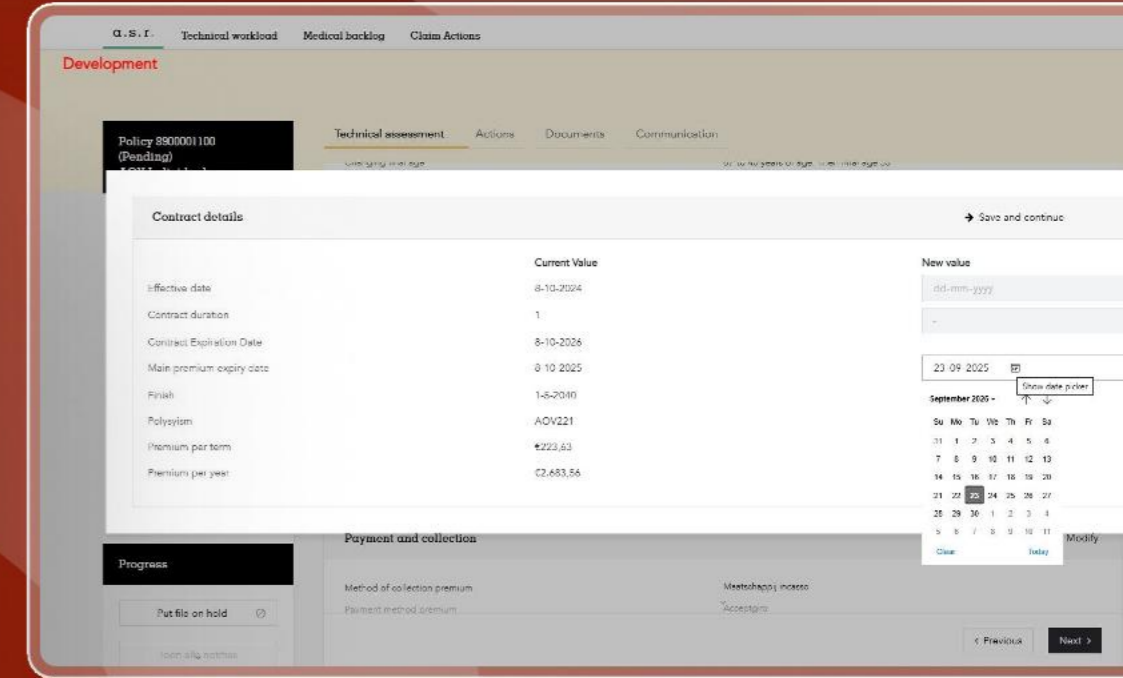 a.s.r. Technical workload Medical backlog Claim Actions
Development
Policy 8900001100
(Pending)
Technical assessment Actions Documents Communication
Contract details
Save and continue
Current Value New value
Effective date 8-10-2024 dd-mm-yyyy
Contract duration 1 -
Contract Expiration Date 8-10-2026
Main premium expiry date 8-10-2025 23-09-2025
Show date picker
Finish 1-8-2040
September 2025
Polysyism AOV221
Su Mo Tu We Th Fr Sa
Premium per term €223,63
31 1 2 3 4 5 6
Premium per year €2.683,56
7 8 9 10 11 12 13
14 15 16 17 18 19 20
21 22 23 24 25 26 27
28 29 30 1 2 3 4
5 6 7 8 9 10 11
Clear Today
Payment and collection Modify
Progress
Method of collection premium Maatschappij incasso
Put file on hold
Payment method premium Acceptgiro
< Previous Next >